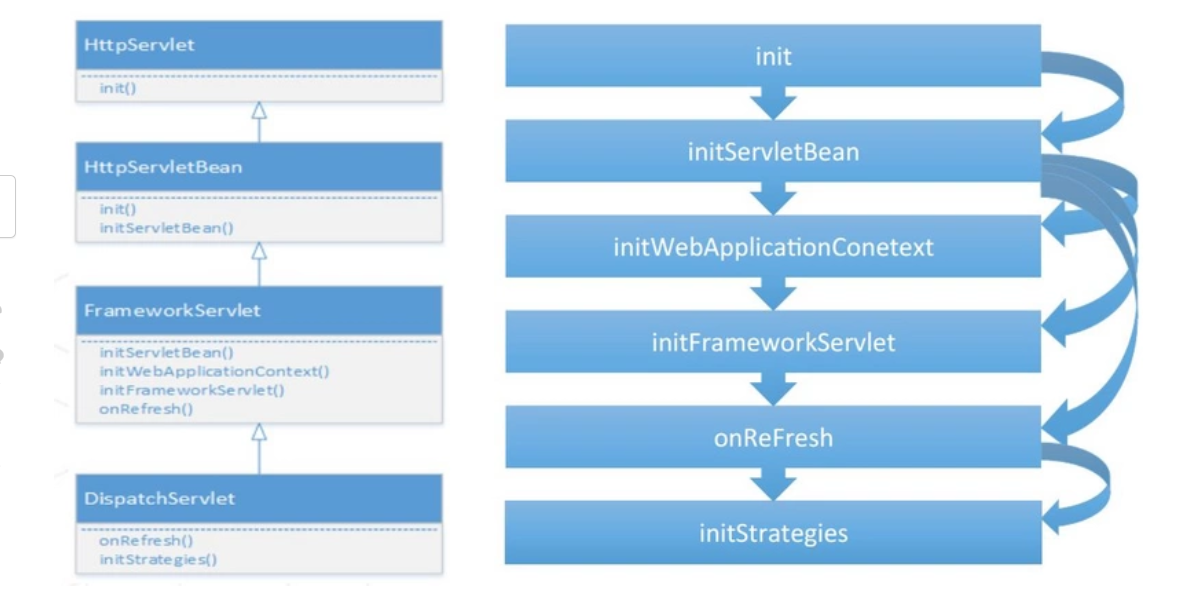 HttpServlet
init()
HttpServletBean
init()
initServletBean()
FrameworkServlet
initServletBean()
initWebApplicationContext()
initFrameworkServlet()
onRefresh()
DispatchServlet
onRefresh()
initStrategies()
init
initServletBean
initWebApplicationConetext
initFrameworkServlet
onReFresh
initStrategies